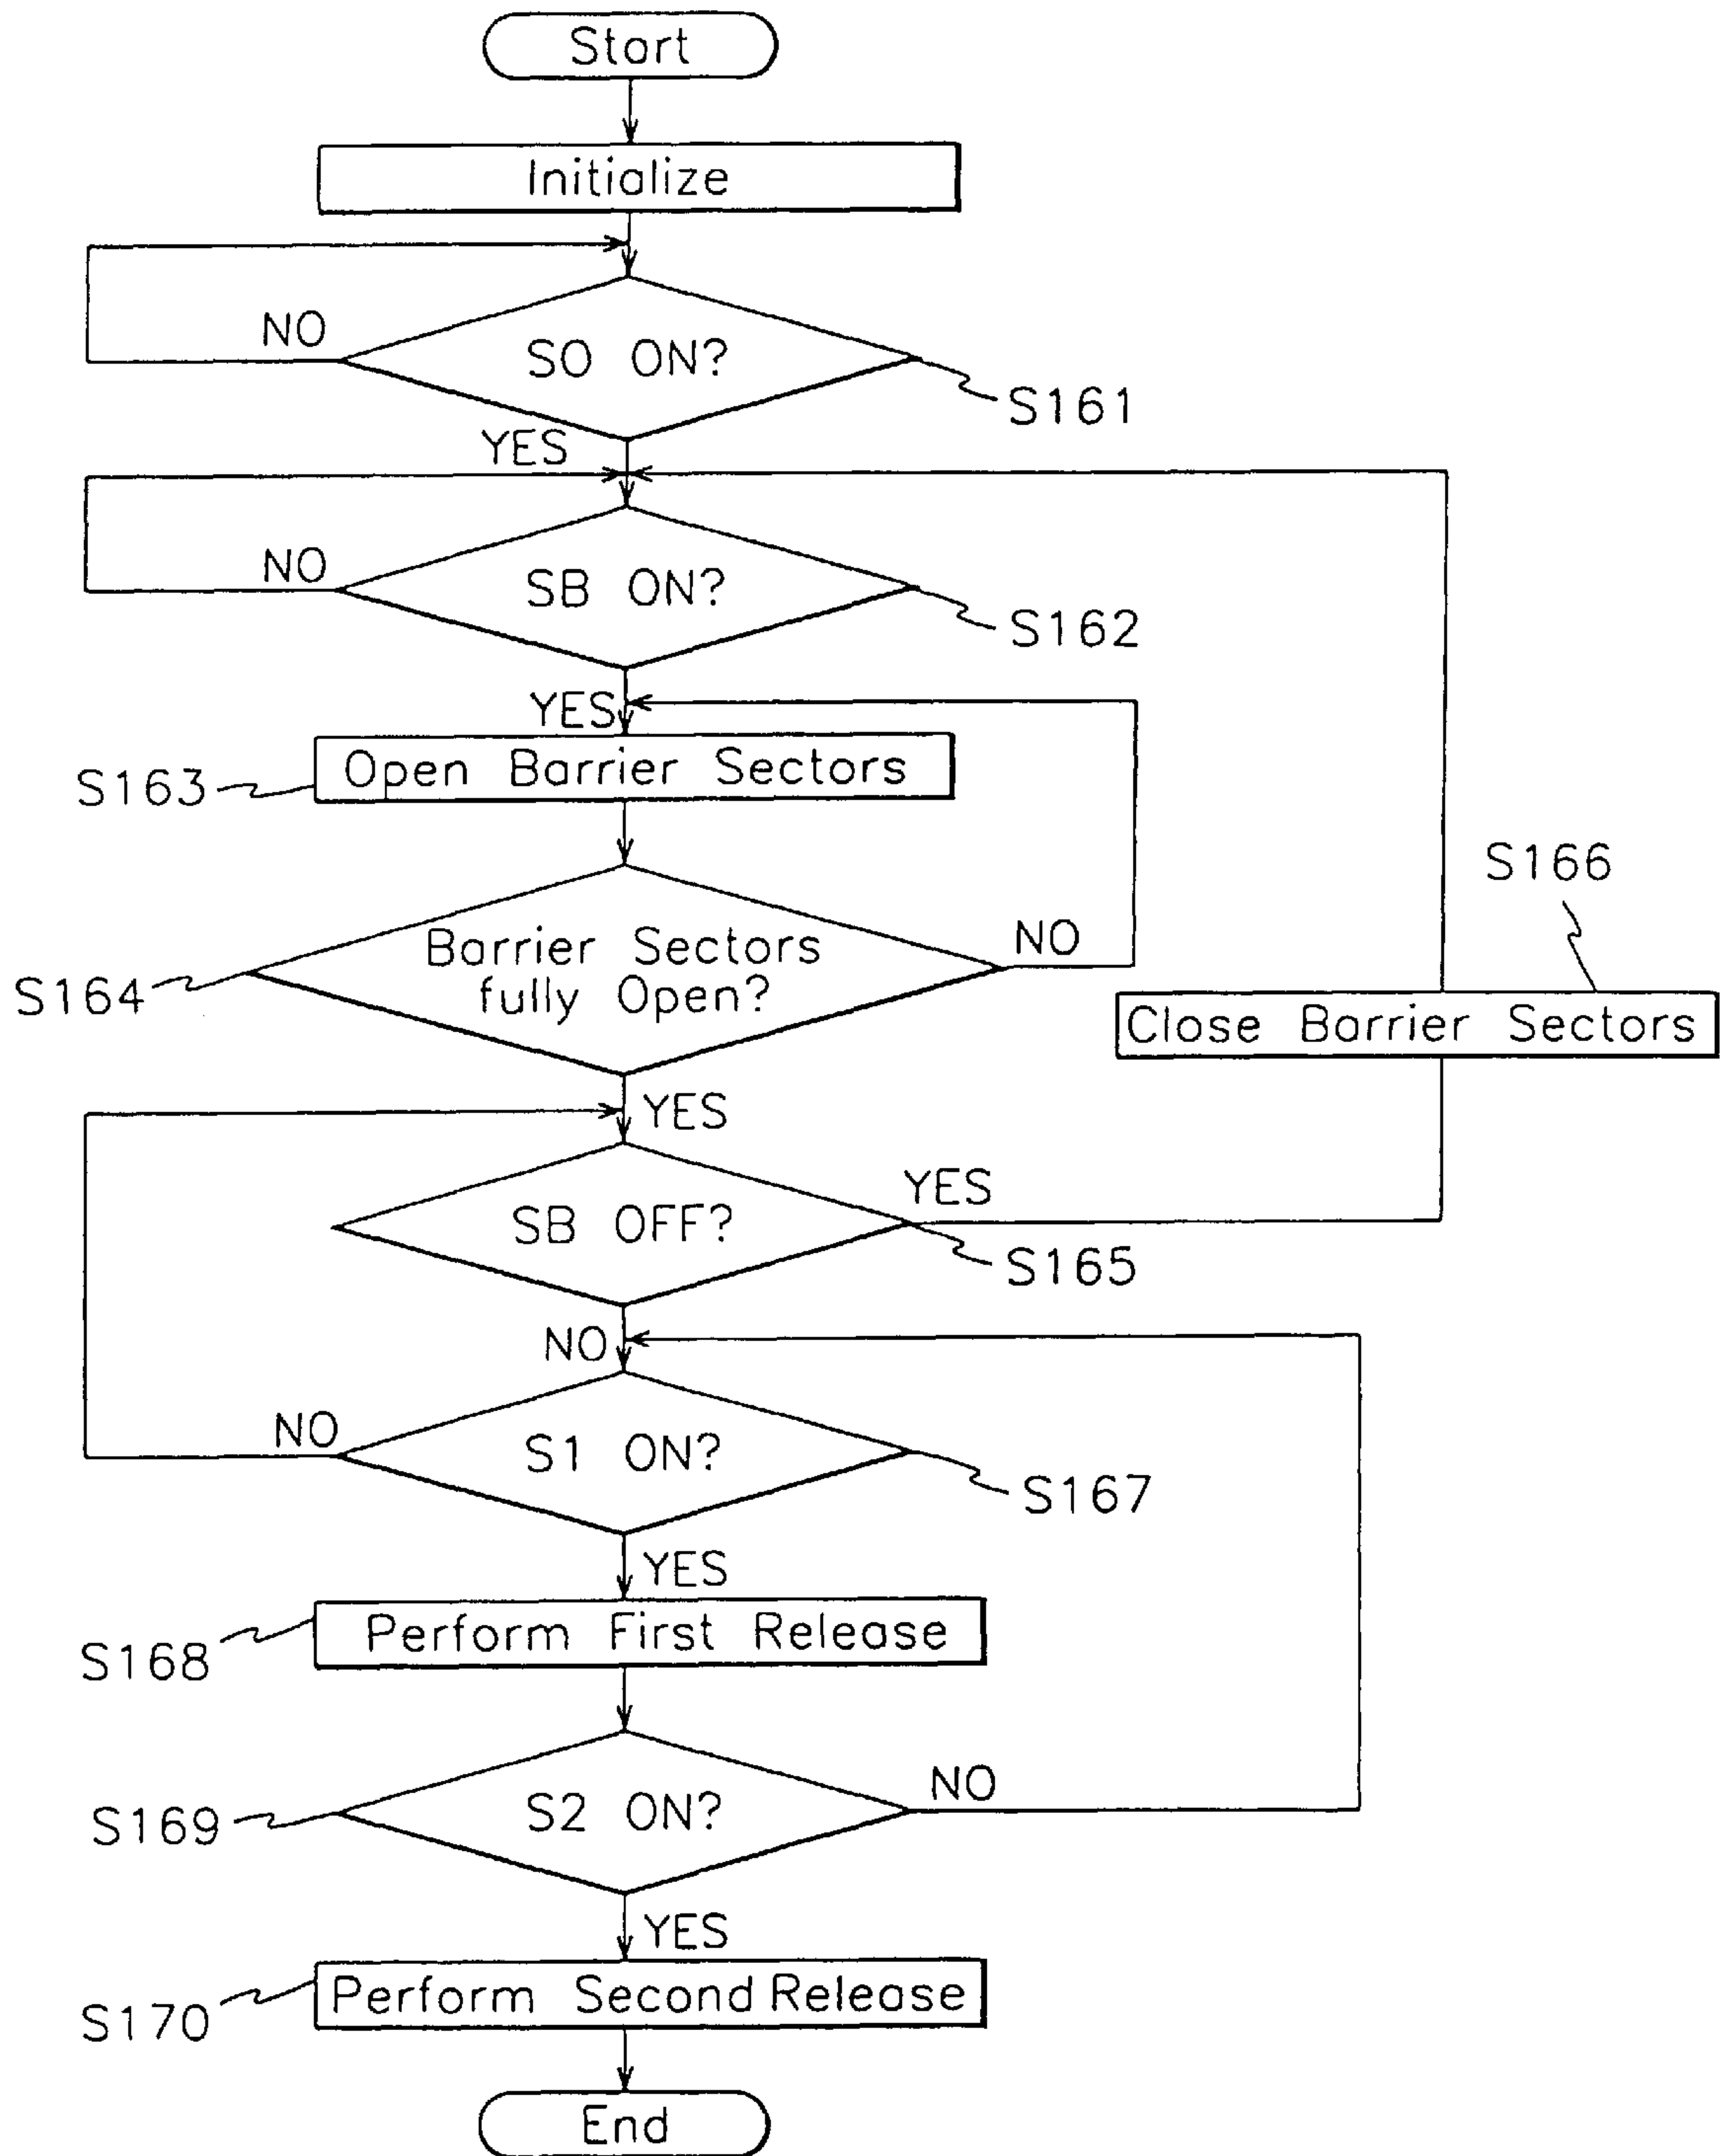 Start
Initialize
NO
SO ON?
S161
YES
NO
SB ON?
S162
YES
Open Barrier Sectors
S163
S166
Barrier Sectors
fully Open?
NO
S164
Close Barrier Sectors
YES
SB OFF?
YES
S165
NO
NO
S1 ON?
S167
YES
Perform First Release
S168
NO
S2 ON?
S169
YES
Perform Second Release
S170
End